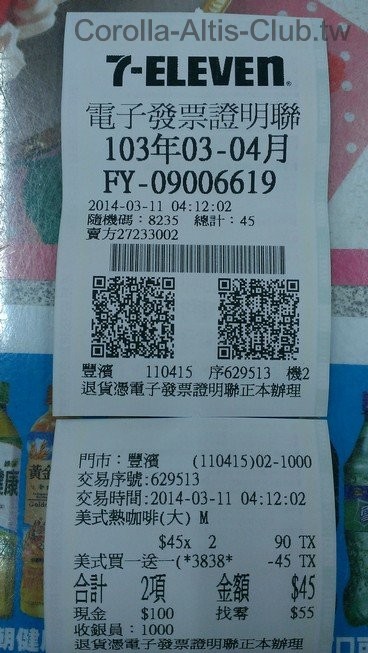 Corolla-Altis-Club.tw
7-ELEVEn.
電子發票證明聯
103年03-04月
FY-09006619
2014-03-11 04:12:02
隨機碼：8235 總計：45
賣方27233002
豐濱 110415 序629513 機2
退貨憑電子發票證明聯正本辦理
門市：豐濱 (110415)02-1000
交易序號:629513
交易時間:2014-03-11 04:12:02
美式熱咖啡(大) M
$45x 2 90 TX
美式買一送一(*3838* -45 TX
合計 2項 金額 $45
現金 $100 找零 $55
收銀員：1000
退貨憑電子發票證明聯正本辦理